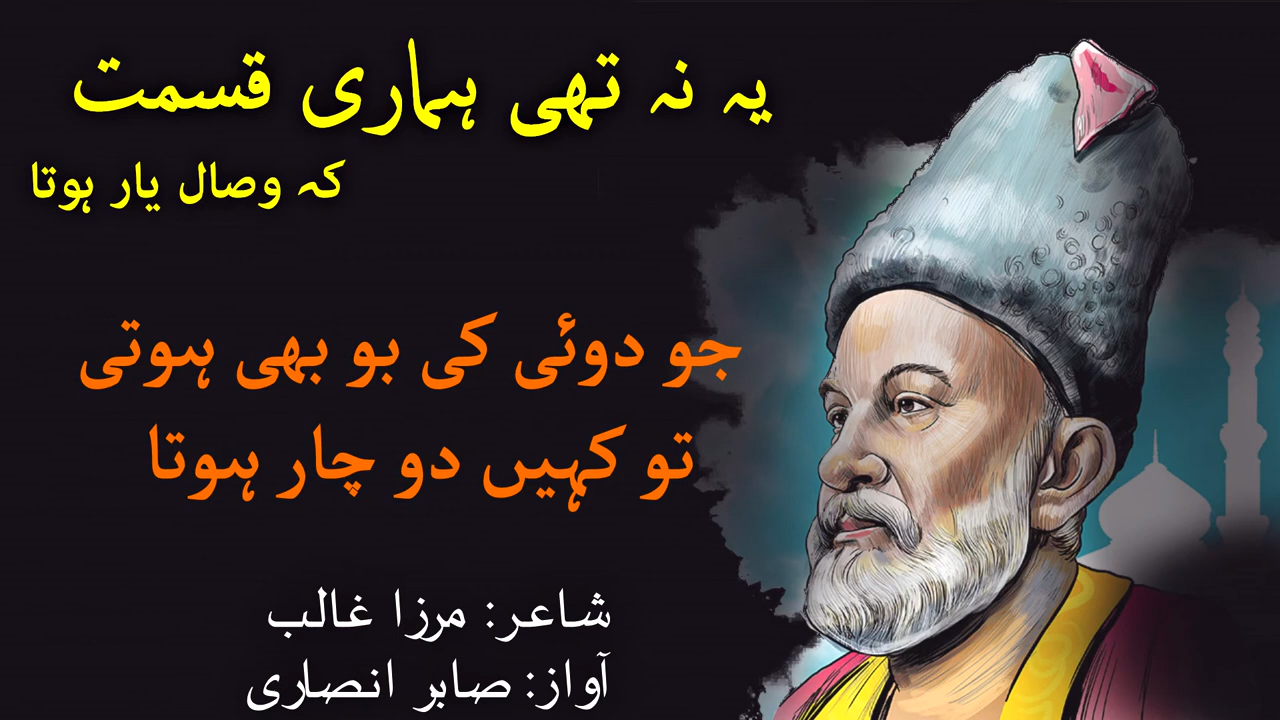 یہ نہ تھی ہماری قسمت
کہ وصال یار ہوتا
جو دوئی کی بو بھی ہوتی
تو کہیں دو چار ہوتا
شاعر: مرزا غالب
آواز: صابر انصاری